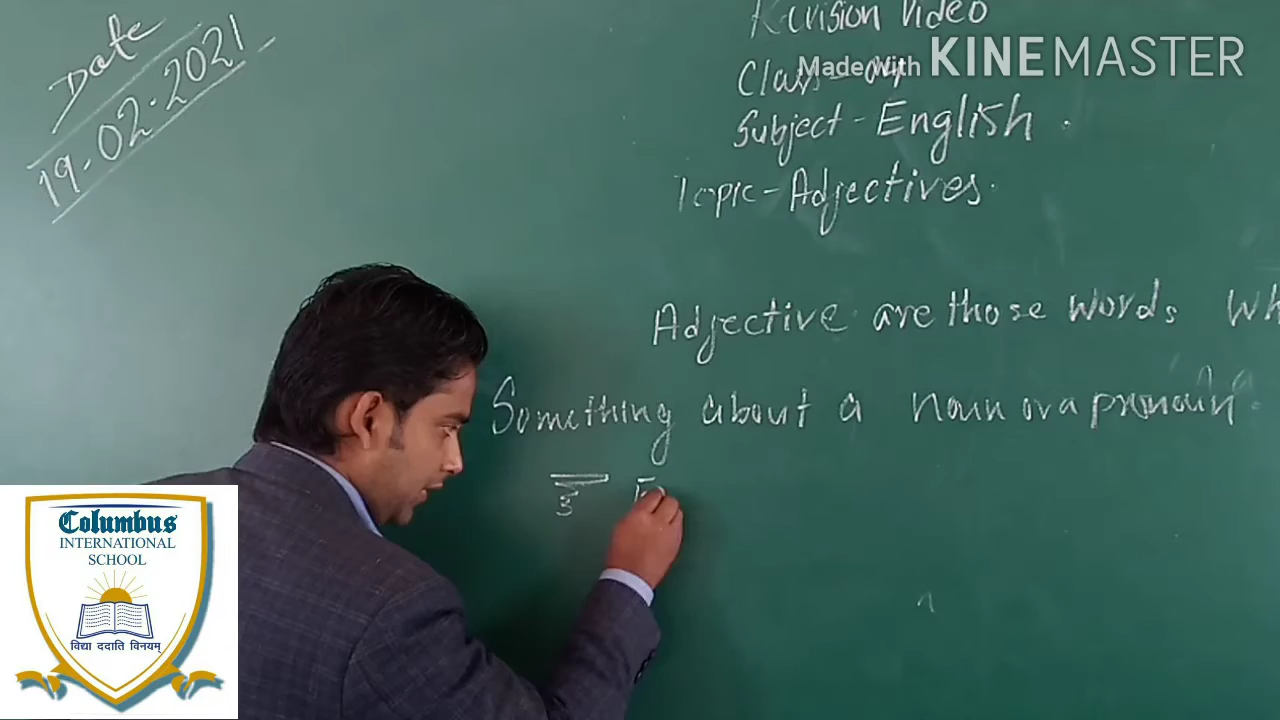 Date
19.02.2021
Revision Video
Made With KINEMASTER
Class -
Subject - English .
Topic - Adjectives.
Adjective are those words Wh
Something about a noun or a pronoun .
Columbus
INTERNATIONAL
SCHOOL
विद्या ददाति विनयम्